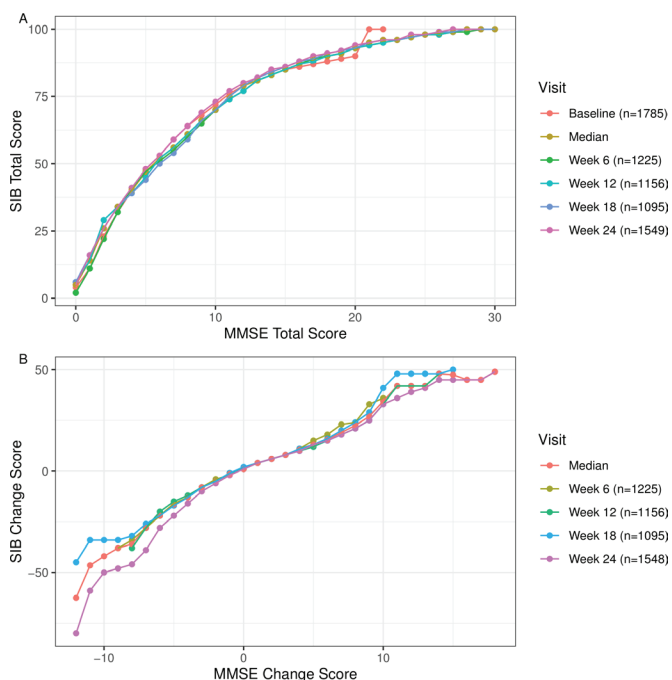 A
100
75
50
25
0
SIB Total Score
0
10
20
30
MMSE Total Score
Visit
Baseline (n=1785)
Median
Week 6 (n=1225)
Week 12 (n=1156)
Week 18 (n=1095)
Week 24 (n=1549)
B
50
0
−50
SIB Change Score
−10
0
10
MMSE Change Score
Visit
Median
Week 6 (n=1225)
Week 12 (n=1156)
Week 18 (n=1095)
Week 24 (n=1548)